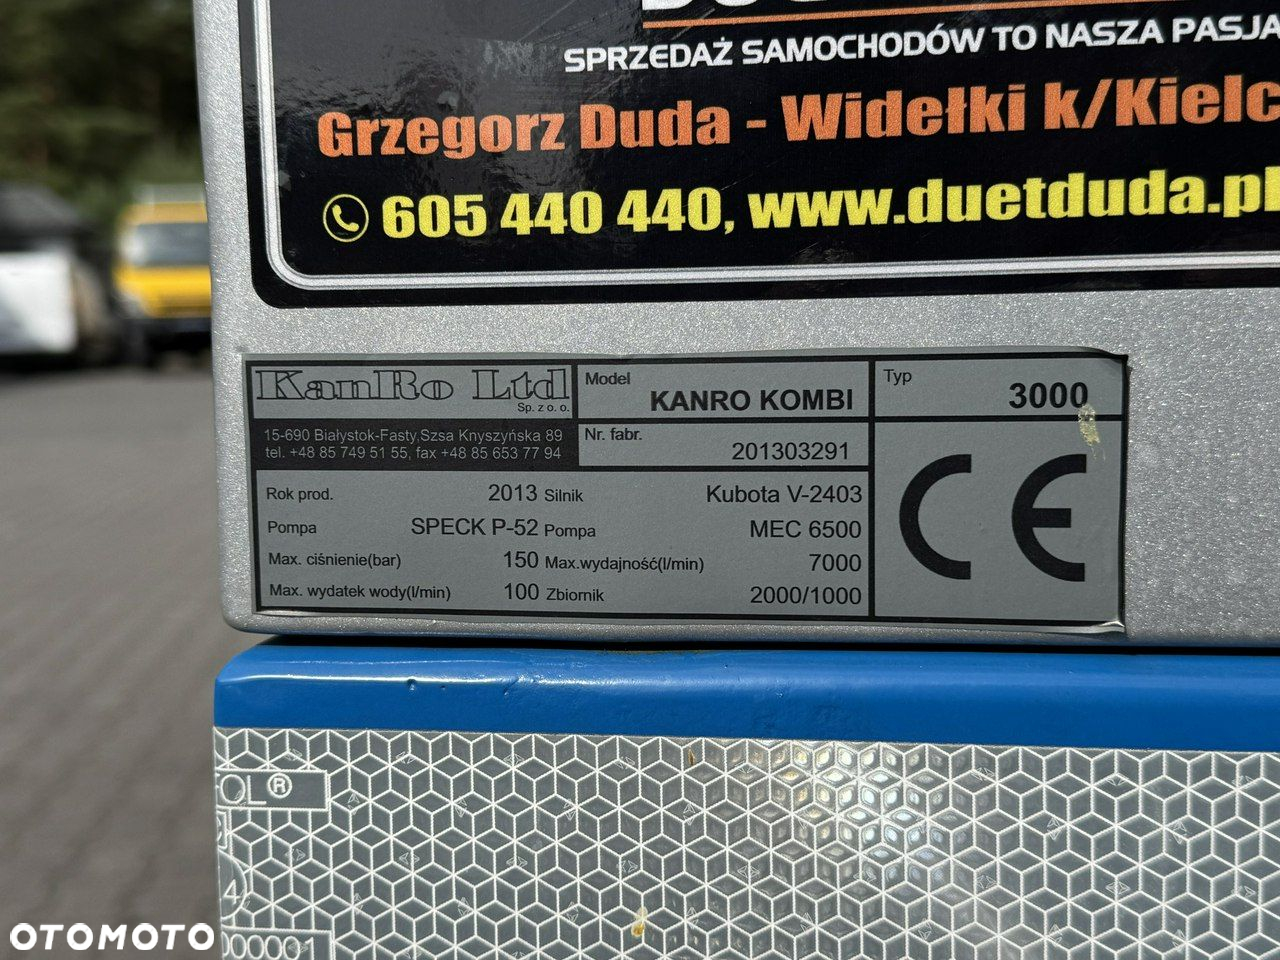 SPRZEDAŻ SAMOCHODÓW TO NASZA PASJA
Grzegorz Duda - Widełki k/Kielc
605 440 440, www.duetduda.pl
KanRo Ltd
Sp. z o. o.
15-690 Białystok-Fasty,Szsa Knyszyńska 89
tel. +48 85 749 51 55, fax +48 85 653 77 94
Model KANRO KOMBI
Typ 3000
Nr. fabr. 201303291
Rok prod. 2013 Silnik Kubota V-2403
Pompa SPECK P-52 Pompa MEC 6500
Max. ciśnienie(bar) 150 Max.wydajność(l/min) 7000
Max. wydatek wody(l/min) 100 Zbiornik 2000/1000
CE
OL®
4
OTOMOTO